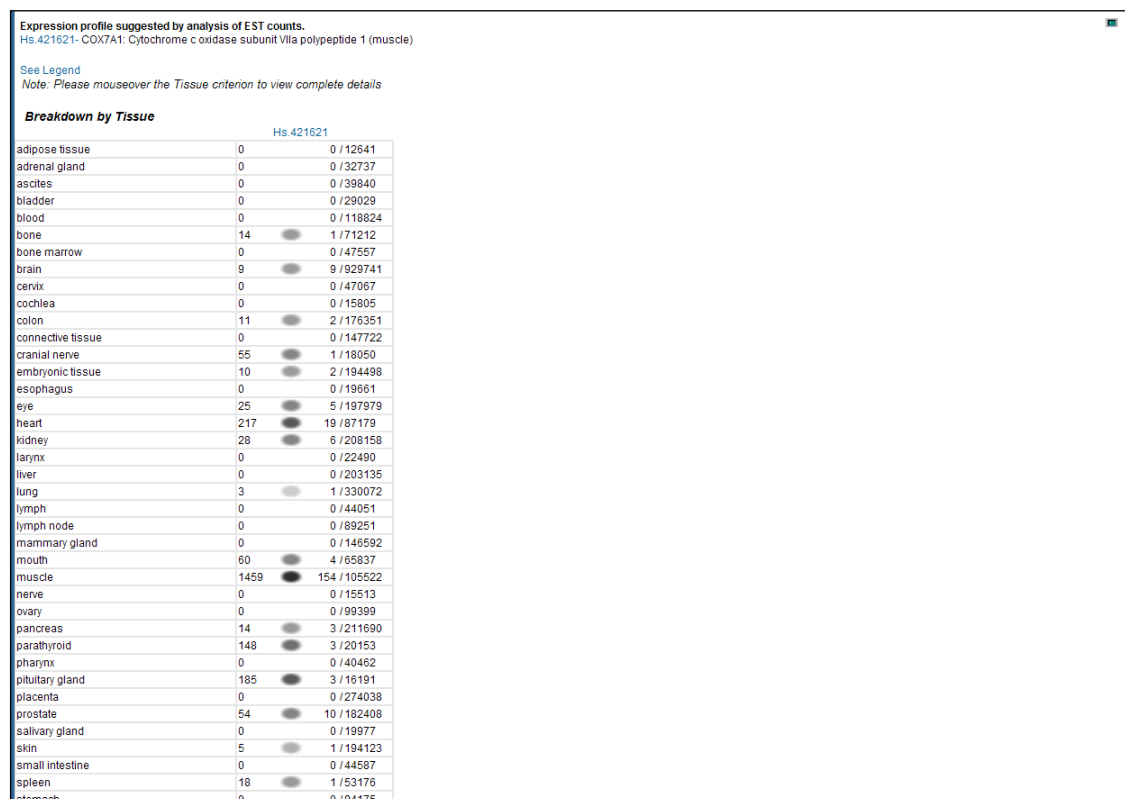 Expression profile suggested by analysis of EST counts.
Hs.421621- COX7A1: Cytochrome c oxidase subunit VIIa polypeptide 1 (muscle)
See Legend
Note: Please mouseover the Tissue criterion to view complete details
Breakdown by Tissue
Hs.421621
adipose tissue 0 0 / 12641
adrenal gland 0 0 / 32737
ascites 0 0 / 39840
bladder 0 0 / 29029
blood 0 0 / 118824
bone 14 1 / 71212
bone marrow 0 0 / 47557
brain 9 9 / 929741
cervix 0 0 / 47067
cochlea 0 0 / 15805
colon 11 2 / 176351
connective tissue 0 0 / 147722
cranial nerve 55 1 / 18050
embryonic tissue 10 2 / 194498
esophagus 0 0 / 19661
eye 25 5 / 197979
heart 217 19 / 87179
kidney 28 6 / 208158
larynx 0 0 / 22490
liver 0 0 / 203135
lung 3 1 / 330072
lymph 0 0 / 44051
lymph node 0 0 / 89251
mammary gland 0 0 / 146592
mouth 60 4 / 65837
muscle 1459 154 / 105522
nerve 0 0 / 15513
ovary 0 0 / 99399
pancreas 14 3 / 211690
parathyroid 148 3 / 20153
pharynx 0 0 / 40462
pituitary gland 185 3 / 16191
placenta 0 0 / 274038
prostate 54 10 / 182408
salivary gland 0 0 / 19977
skin 5 1 / 194123
small intestine 0 0 / 44587
spleen 18 1 / 53176
stomach 0 0 / 94175